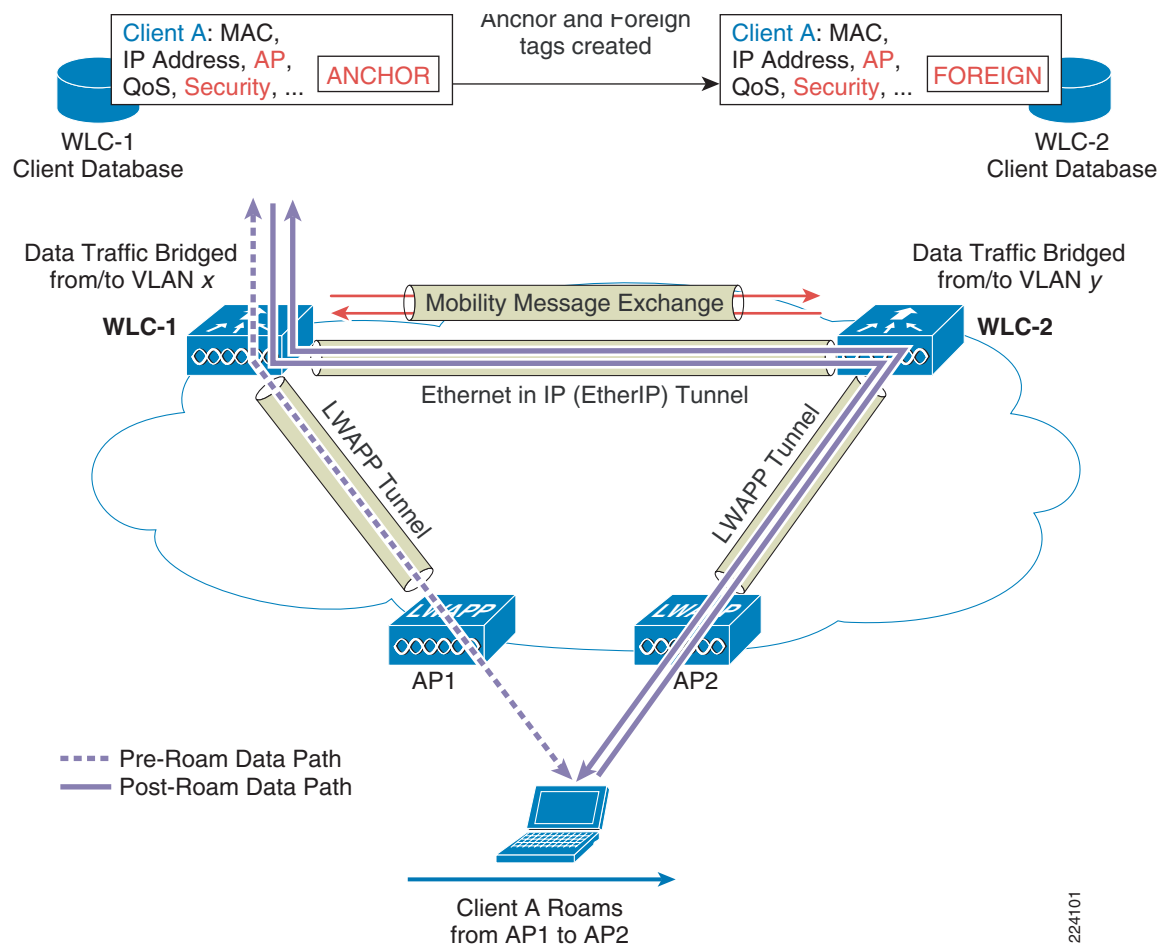 Client A: MAC,
IP Address, AP,
QoS, Security, ...
ANCHOR
Anchor and Foreign
tags created
Client A: MAC,
IP Address, AP,
QoS, Security, ...
FOREIGN
WLC-1
Client Database
WLC-2
Client Database
Data Traffic Bridged
from/to VLAN x
Data Traffic Bridged
from/to VLAN y
Mobility Message Exchange
WLC-1
WLC-2
Ethernet in IP (EtherIP) Tunnel
LWAPP Tunnel
LWAPP Tunnel
LWAPP
LWAPP
AP1
AP2
Pre-Roam Data Path
Post-Roam Data Path
Client A Roams
from AP1 to AP2
224101